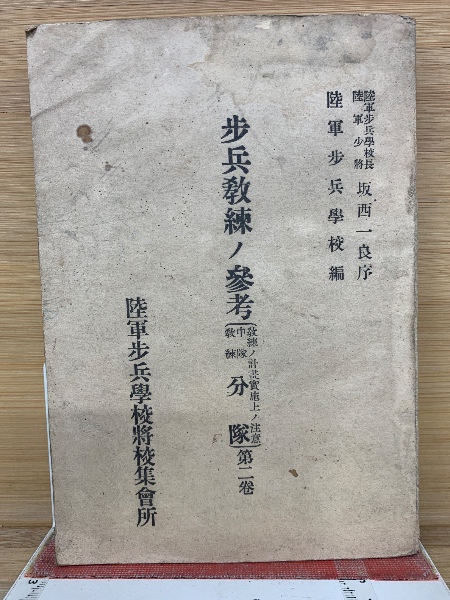 陸軍步兵學校長
陸軍少將
坂西一良序
陸軍步兵學校編
步兵教練ノ參考
(教練ノ計畫實施上ノ注意)
中隊
教練
分隊
第二卷
陸軍步兵學校將校集會所